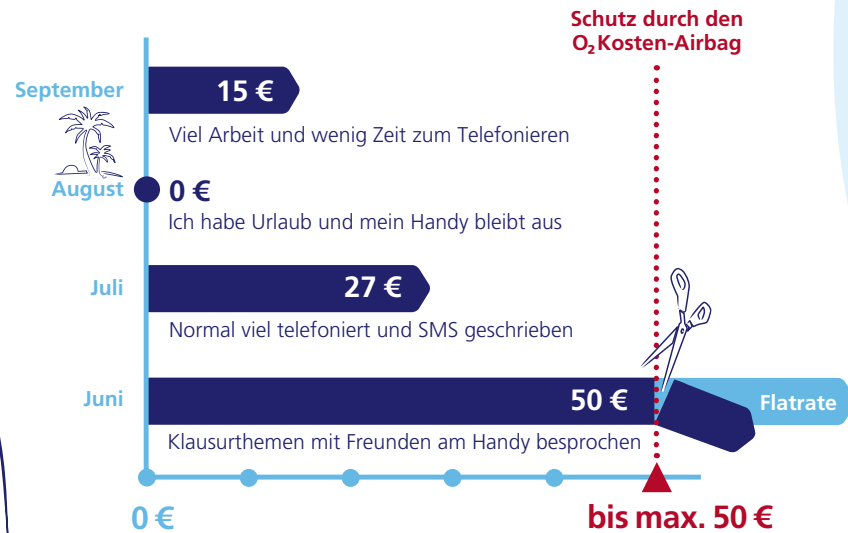 Schutz durch den
O₂ Kosten-Airbag
September
15 €
Viel Arbeit und wenig Zeit zum Telefonieren
August
0 €
Ich habe Urlaub und mein Handy bleibt aus
Juli
27 €
Normal viel telefoniert und SMS geschrieben
Juni
50 €
Flatrate
Klausurthemen mit Freunden am Handy besprochen
0 €
bis max. 50 €